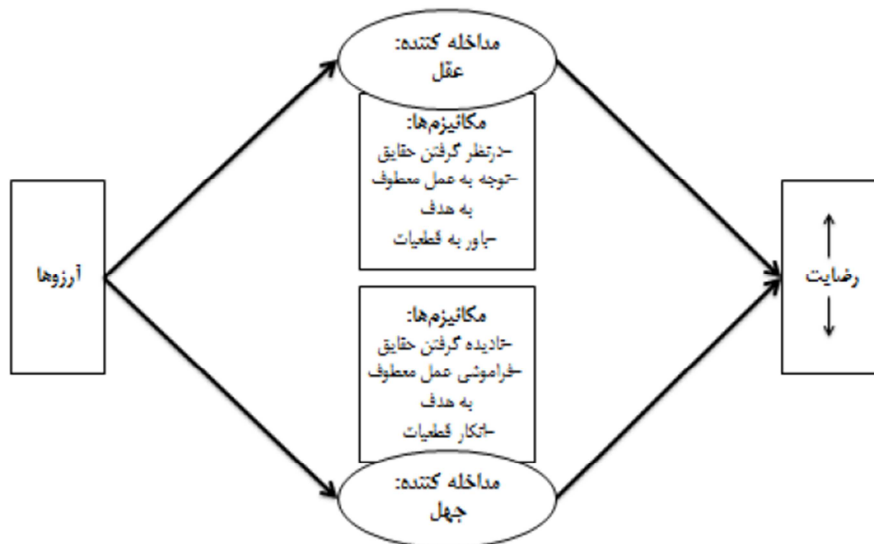 مداخله کننده:
عقل
مکانیزم‌ها:
-درنظر گرفتن حقایق
-توجه به عمل معطوف
به هدف
-باور به قطعیات
آرزوها
رضایت
مکانیزم‌ها:
-نادیده گرفتن حقایق
-فراموشی عمل معطوف
به هدف
-انکار قطعیات
مداخله کننده:
جهل